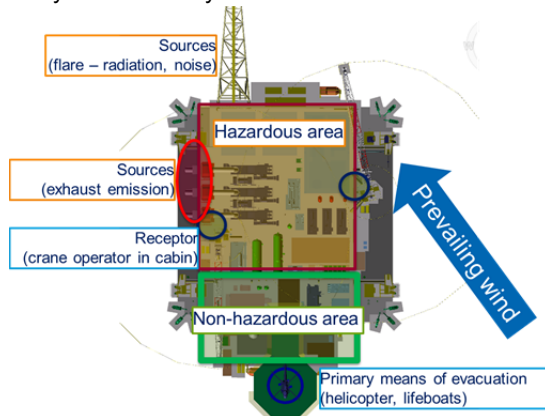 Sources
(flare – radiation, noise)
Hazardous area
Sources
(exhaust emission)
Prevailing wind
Receptor
(crane operator in cabin)
Non-hazardous area
Primary means of evacuation
(helicopter, lifeboats)